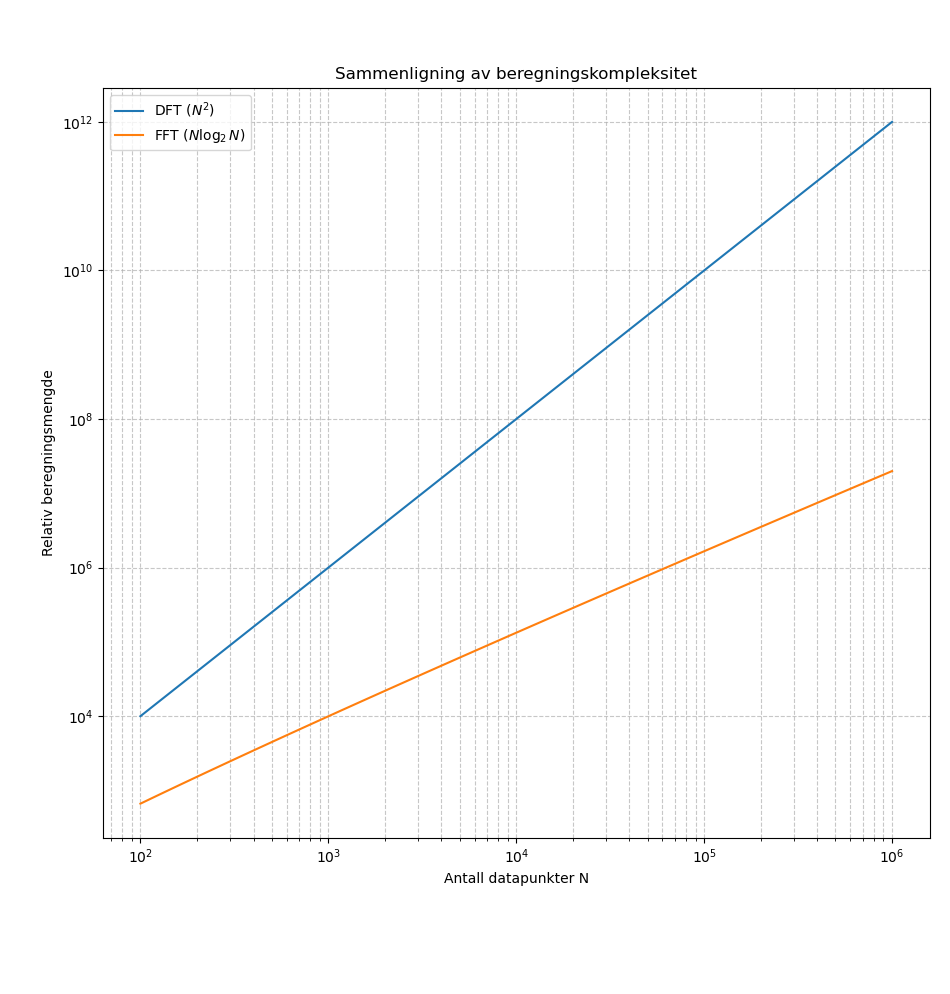 Sammenligning av beregningskompleksitet
DFT (N²)
FFT (N log₂ N)
10¹²
10¹⁰
10⁸
10⁶
10⁴
Relativ beregningsmengde
10² 10³ 10⁴ 10⁵ 10⁶
Antall datapunkter N